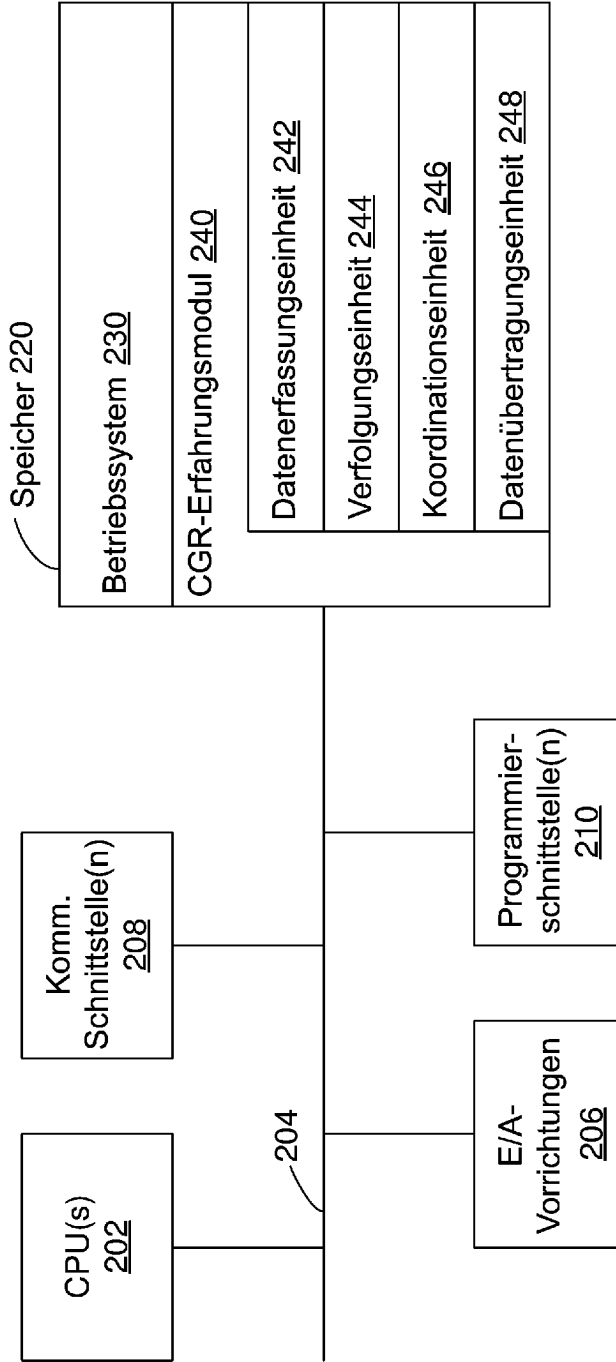 CPU(s)
202
Komm.
Schnittstelle(n)
208
204
E/A-
Vorrichtungen
206
Programmier-
schnittstelle(n)
210
Speicher 220
Betriebssystem 230
CGR-Erfahrungsmodul 240
Datenerfassungseinheit 242
Verfolgungseinheit 244
Koordinationseinheit 246
Datenübertragungseinheit 248